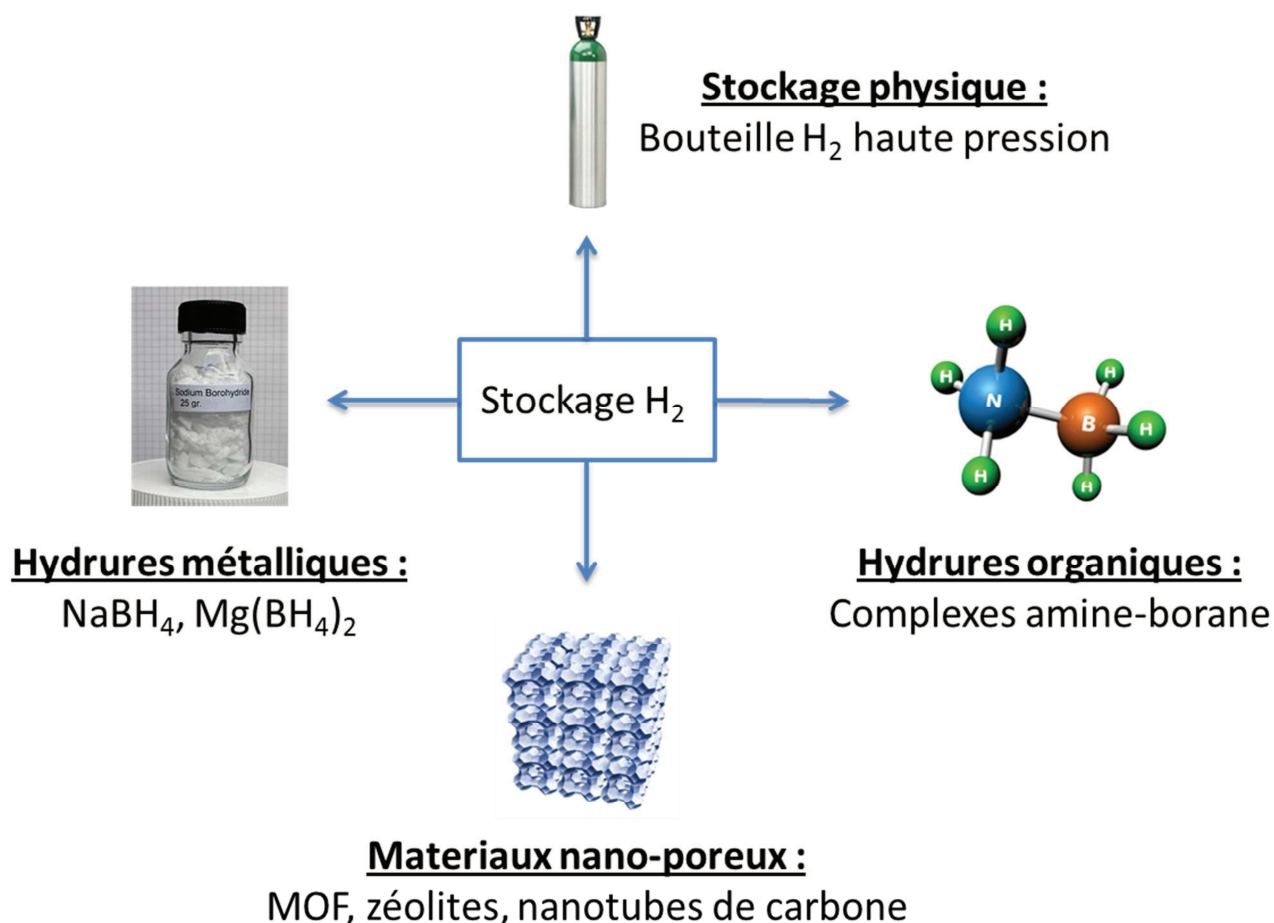 Stockage physique :
Bouteille H₂ haute pression
Sodium Borohydride
25 gr.
Stockage H₂
H
H
H
N
B
H
H
H
Hydrures métalliques :
NaBH₄, Mg(BH₄)₂
Hydrures organiques :
Complexes amine-borane
Materiaux nano-poreux :
MOF, zéolites, nanotubes de carbone